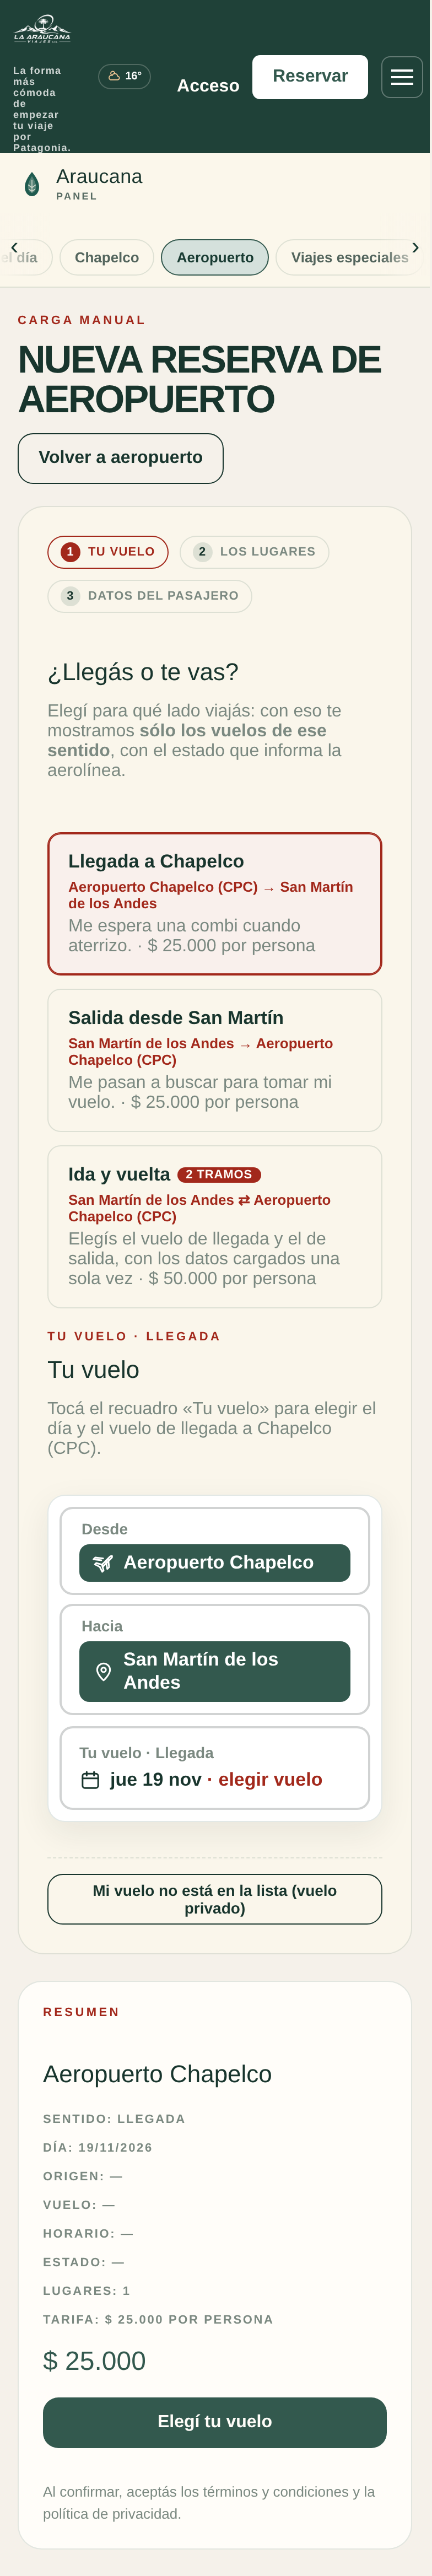 LA ARAUCANA
VIAJES
La forma
más
cómoda
de
empezar
tu viaje
por
Patagonia.
16°
Acceso
Reservar
Araucana
PANEL
‹
el día
Chapelco
Aeropuerto
Viajes especiales
›
CARGA MANUAL
NUEVA RESERVA DE
AEROPUERTO
Volver a aeropuerto
1 TU VUELO
2 LOS LUGARES
3 DATOS DEL PASAJERO
¿Llegás o te vas?
Elegí para qué lado viajás: con eso te
mostramos sólo los vuelos de ese
sentido, con el estado que informa la
aerolínea.
Llegada a Chapelco
Aeropuerto Chapelco (CPC) → San Martín
de los Andes
Me espera una combi cuando
aterrizo. · $ 25.000 por persona
Salida desde San Martín
San Martín de los Andes → Aeropuerto
Chapelco (CPC)
Me pasan a buscar para tomar mi
vuelo. · $ 25.000 por persona
Ida y vuelta 2 TRAMOS
San Martín de los Andes ⇄ Aeropuerto
Chapelco (CPC)
Elegís el vuelo de llegada y el de
salida, con los datos cargados una
sola vez · $ 50.000 por persona
TU VUELO · LLEGADA
Tu vuelo
Tocá el recuadro «Tu vuelo» para elegir el
día y el vuelo de llegada a Chapelco
(CPC).
Desde
Aeropuerto Chapelco
Hacia
San Martín de los
Andes
Tu vuelo · Llegada
jue 19 nov · elegir vuelo
Mi vuelo no está en la lista (vuelo
privado)
RESUMEN
Aeropuerto Chapelco
SENTIDO: LLEGADA
DÍA: 19/11/2026
ORIGEN: —
VUELO: —
HORARIO: —
ESTADO: —
LUGARES: 1
TARIFA: $ 25.000 POR PERSONA
$ 25.000
Elegí tu vuelo
Al confirmar, aceptás los términos y condiciones y la
política de privacidad.